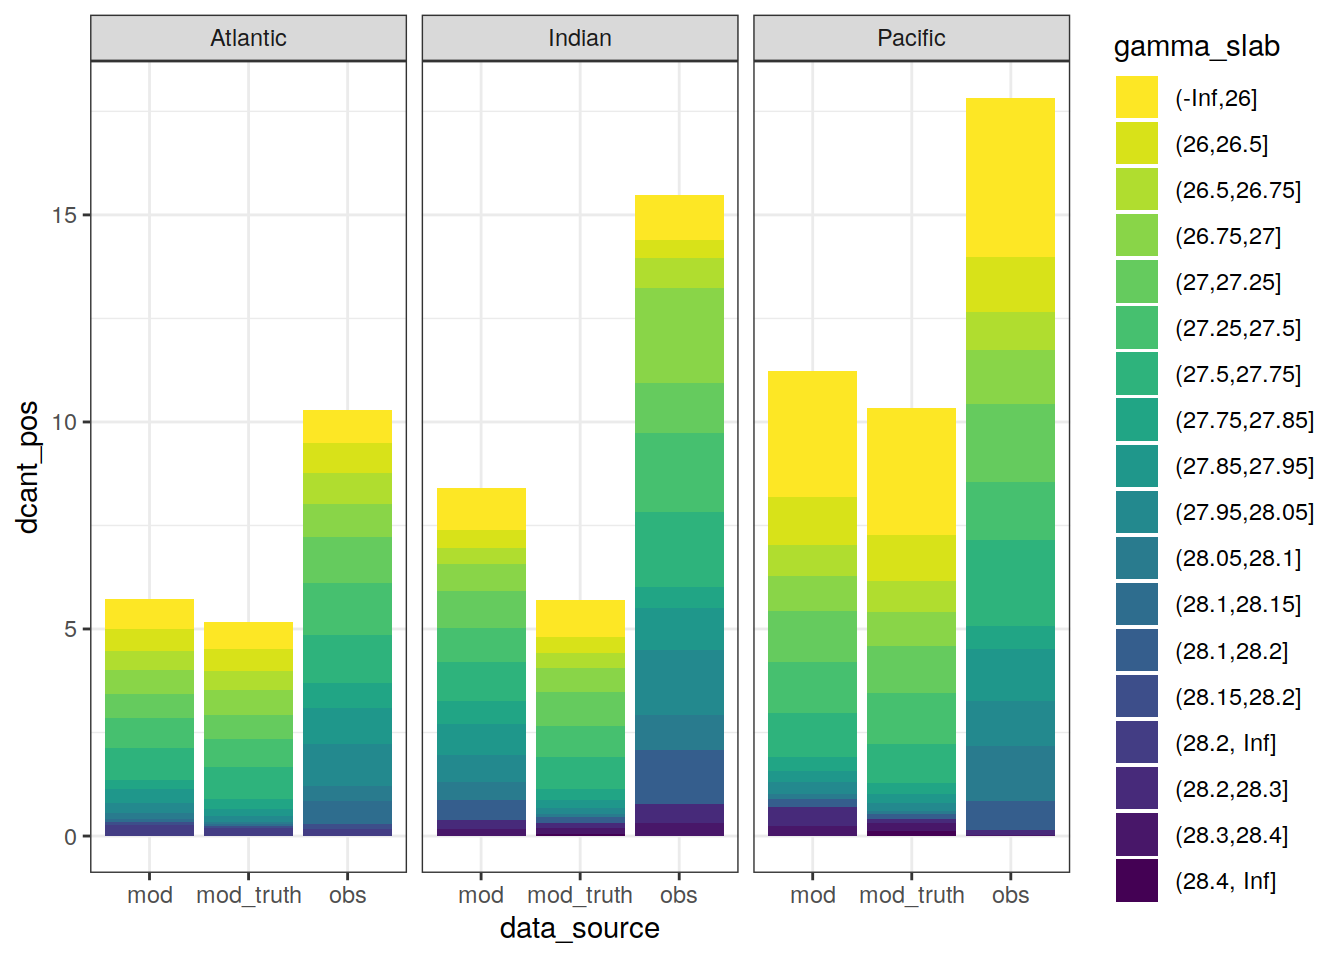 Atlantic
Indian
Pacific
gamma_slab
(-Inf,26]
(26,26.5]
(26.5,26.75]
(26.75,27]
(27,27.25]
(27.25,27.5]
(27.5,27.75]
(27.75,27.85]
(27.85,27.95]
(27.95,28.05]
(28.05,28.1]
(28.1,28.15]
(28.1,28.2]
(28.15,28.2]
(28.2, Inf]
(28.2,28.3]
(28.3,28.4]
(28.4, Inf]
dcant_pos
15
10
5
0
mod mod_truth obs
mod mod_truth obs
mod mod_truth obs
data_source